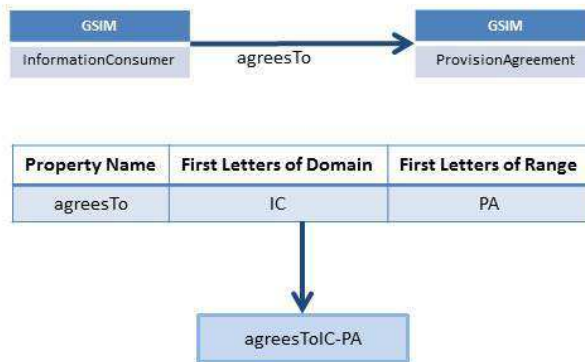 GSIM
GSIM
InformationConsumer
agreesTo
ProvisionAgreement
Property Name First Letters of Domain First Letters of Range
agreesTo IC PA
agreesToIC-PA